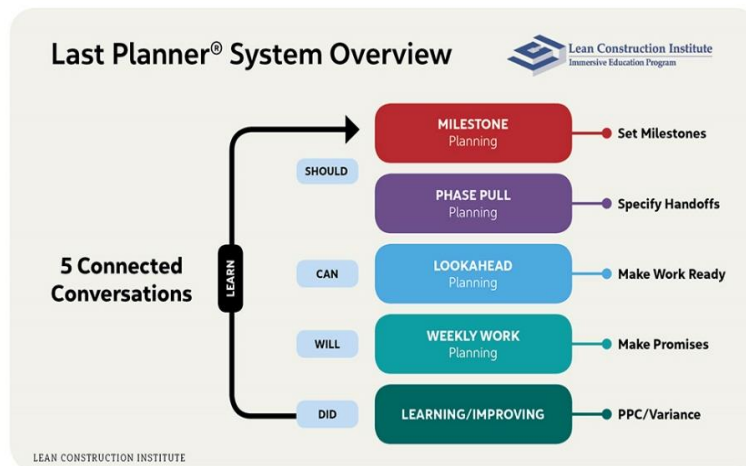 Last Planner® System Overview
Lean Construction Institute
Immersive Education Program
MILESTONE
Planning
Set Milestones
SHOULD
PHASE PULL
Planning
Specify Handoffs
5 Connected
Conversations
LEARN
CAN
LOOKAHEAD
Planning
Make Work Ready
WILL
WEEKLY WORK
Planning
Make Promises
DID
LEARNING/IMPROVING
PPC/Variance
LEAN CONSTRUCTION INSTITUTE